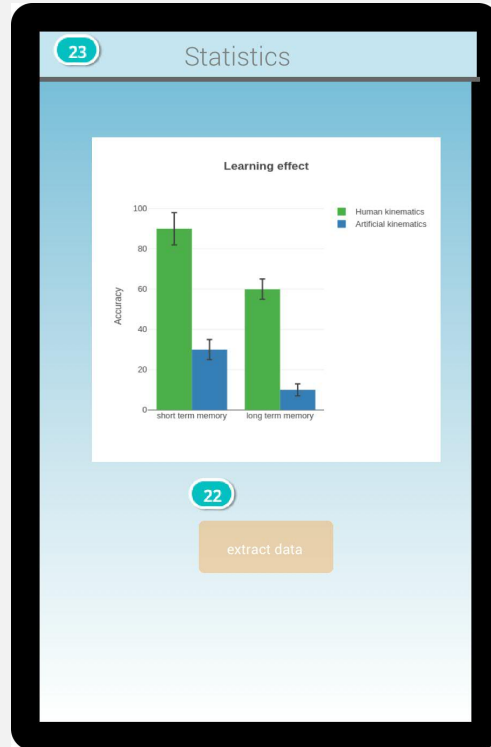 23
Statistics
Learning effect
100
80
60
40
20
0
Accuracy
short term memory
long term memory
Human kinematics
Artificial kinematics
22
extract data